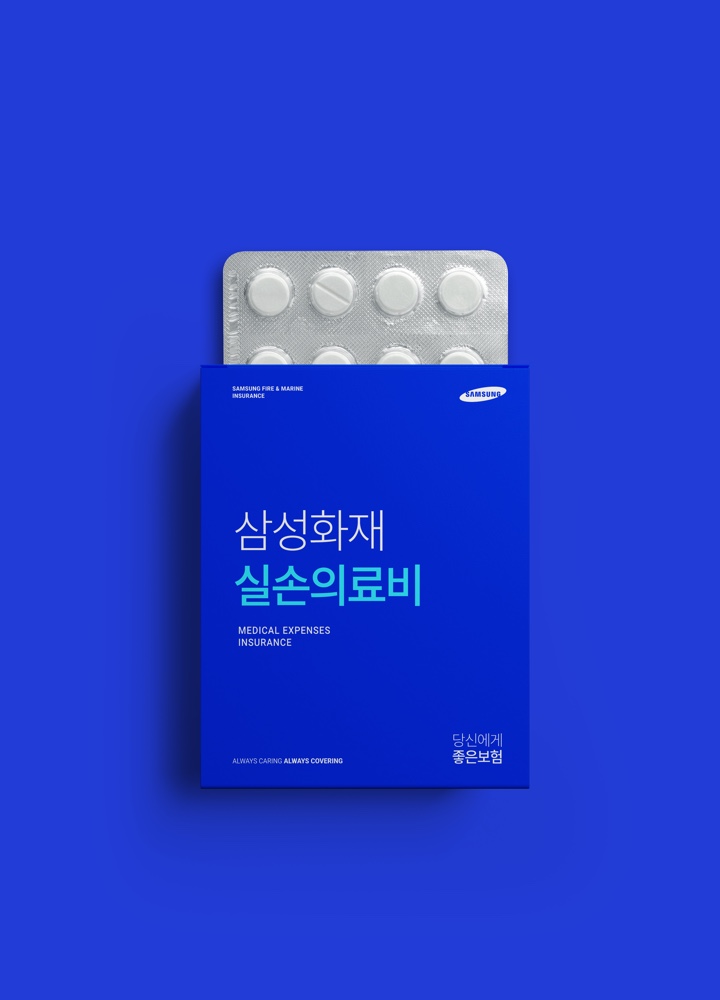 SAMSUNG FIRE & MARINE
INSURANCE
SAMSUNG
삼성화재
실손의료비
MEDICAL EXPENSES
INSURANCE
ALWAYS CARING ALWAYS COVERING
당신에게
좋은보험